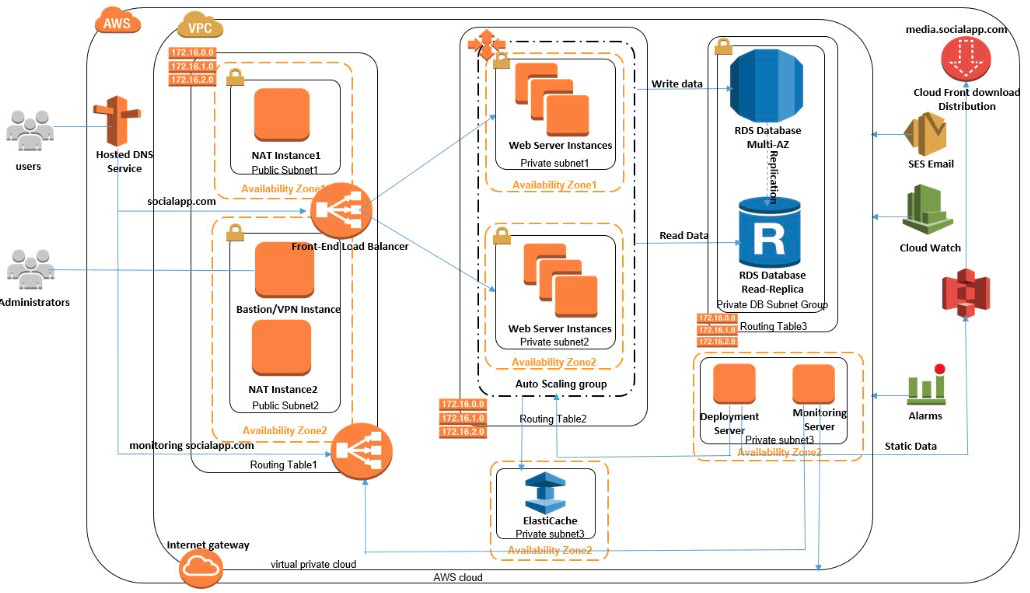 AWS
VPC
media.socialapp.com
172.16.0.0
172.16.1.0
172.16.2.0
Cloud Front download
Distribution
users
Hosted DNS
Service
NAT Instance1
Public Subnet1
Availability Zone1
Web Server Instances
Private subnet1
Availability Zone1
Write data
RDS Database
Multi-AZ
Replication
SES Email
socialapp.com
Front-End Load Balancer
Read Data
RDS Database
Read-Replica
Private DB Subnet Group
Cloud Watch
Administrators
Bastion/VPN Instance
NAT Instance2
Public Subnet2
Availability Zone2
Web Server Instances
Private subnet2
Availability Zone2
Auto Scaling group
172.16.0.0
172.16.1.0
172.16.2.0
Routing Table3
172.16.0.0
172.16.1.0
172.16.2.0
Routing Table2
Deployment
Server
Monitoring
Server
Private subnet3
Availability Zone2
Alarms
Static Data
monitoring socialapp.com
Routing Table1
ElastiCache
Private subnet3
Availability Zone2
Internet gateway
virtual private cloud
AWS cloud
R